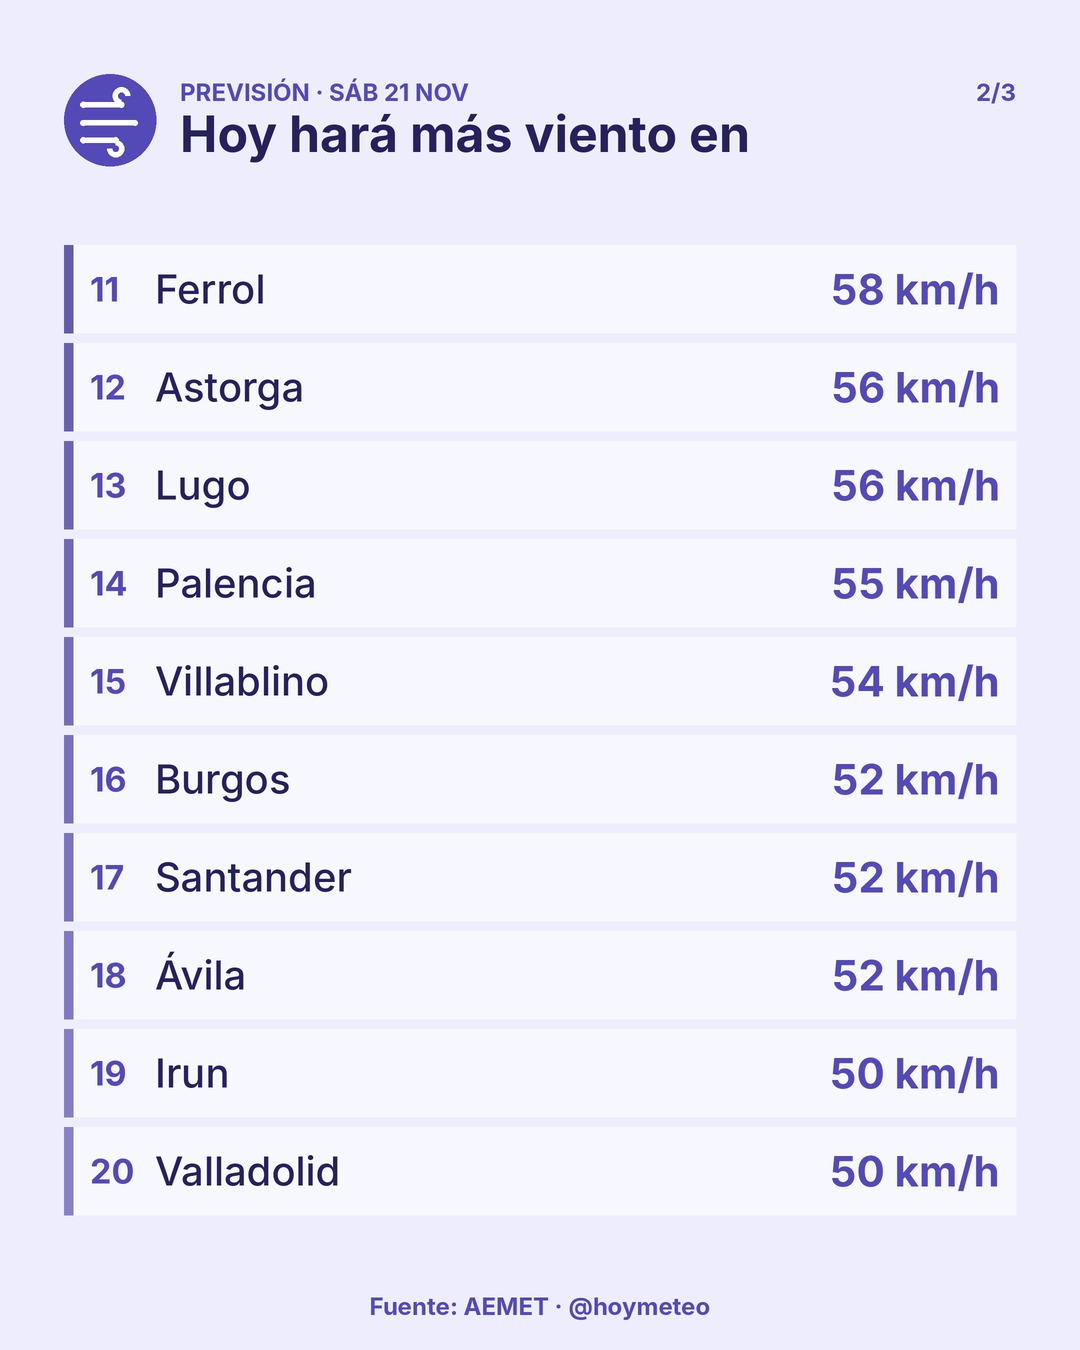 PREVISIÓN · SÁB 21 NOV
2/3
Hoy hará más viento en
11 Ferrol 58 km/h
12 Astorga 56 km/h
13 Lugo 56 km/h
14 Palencia 55 km/h
15 Villablino 54 km/h
16 Burgos 52 km/h
17 Santander 52 km/h
18 Ávila 52 km/h
19 Irun 50 km/h
20 Valladolid 50 km/h
Fuente: AEMET · @hoymeteo